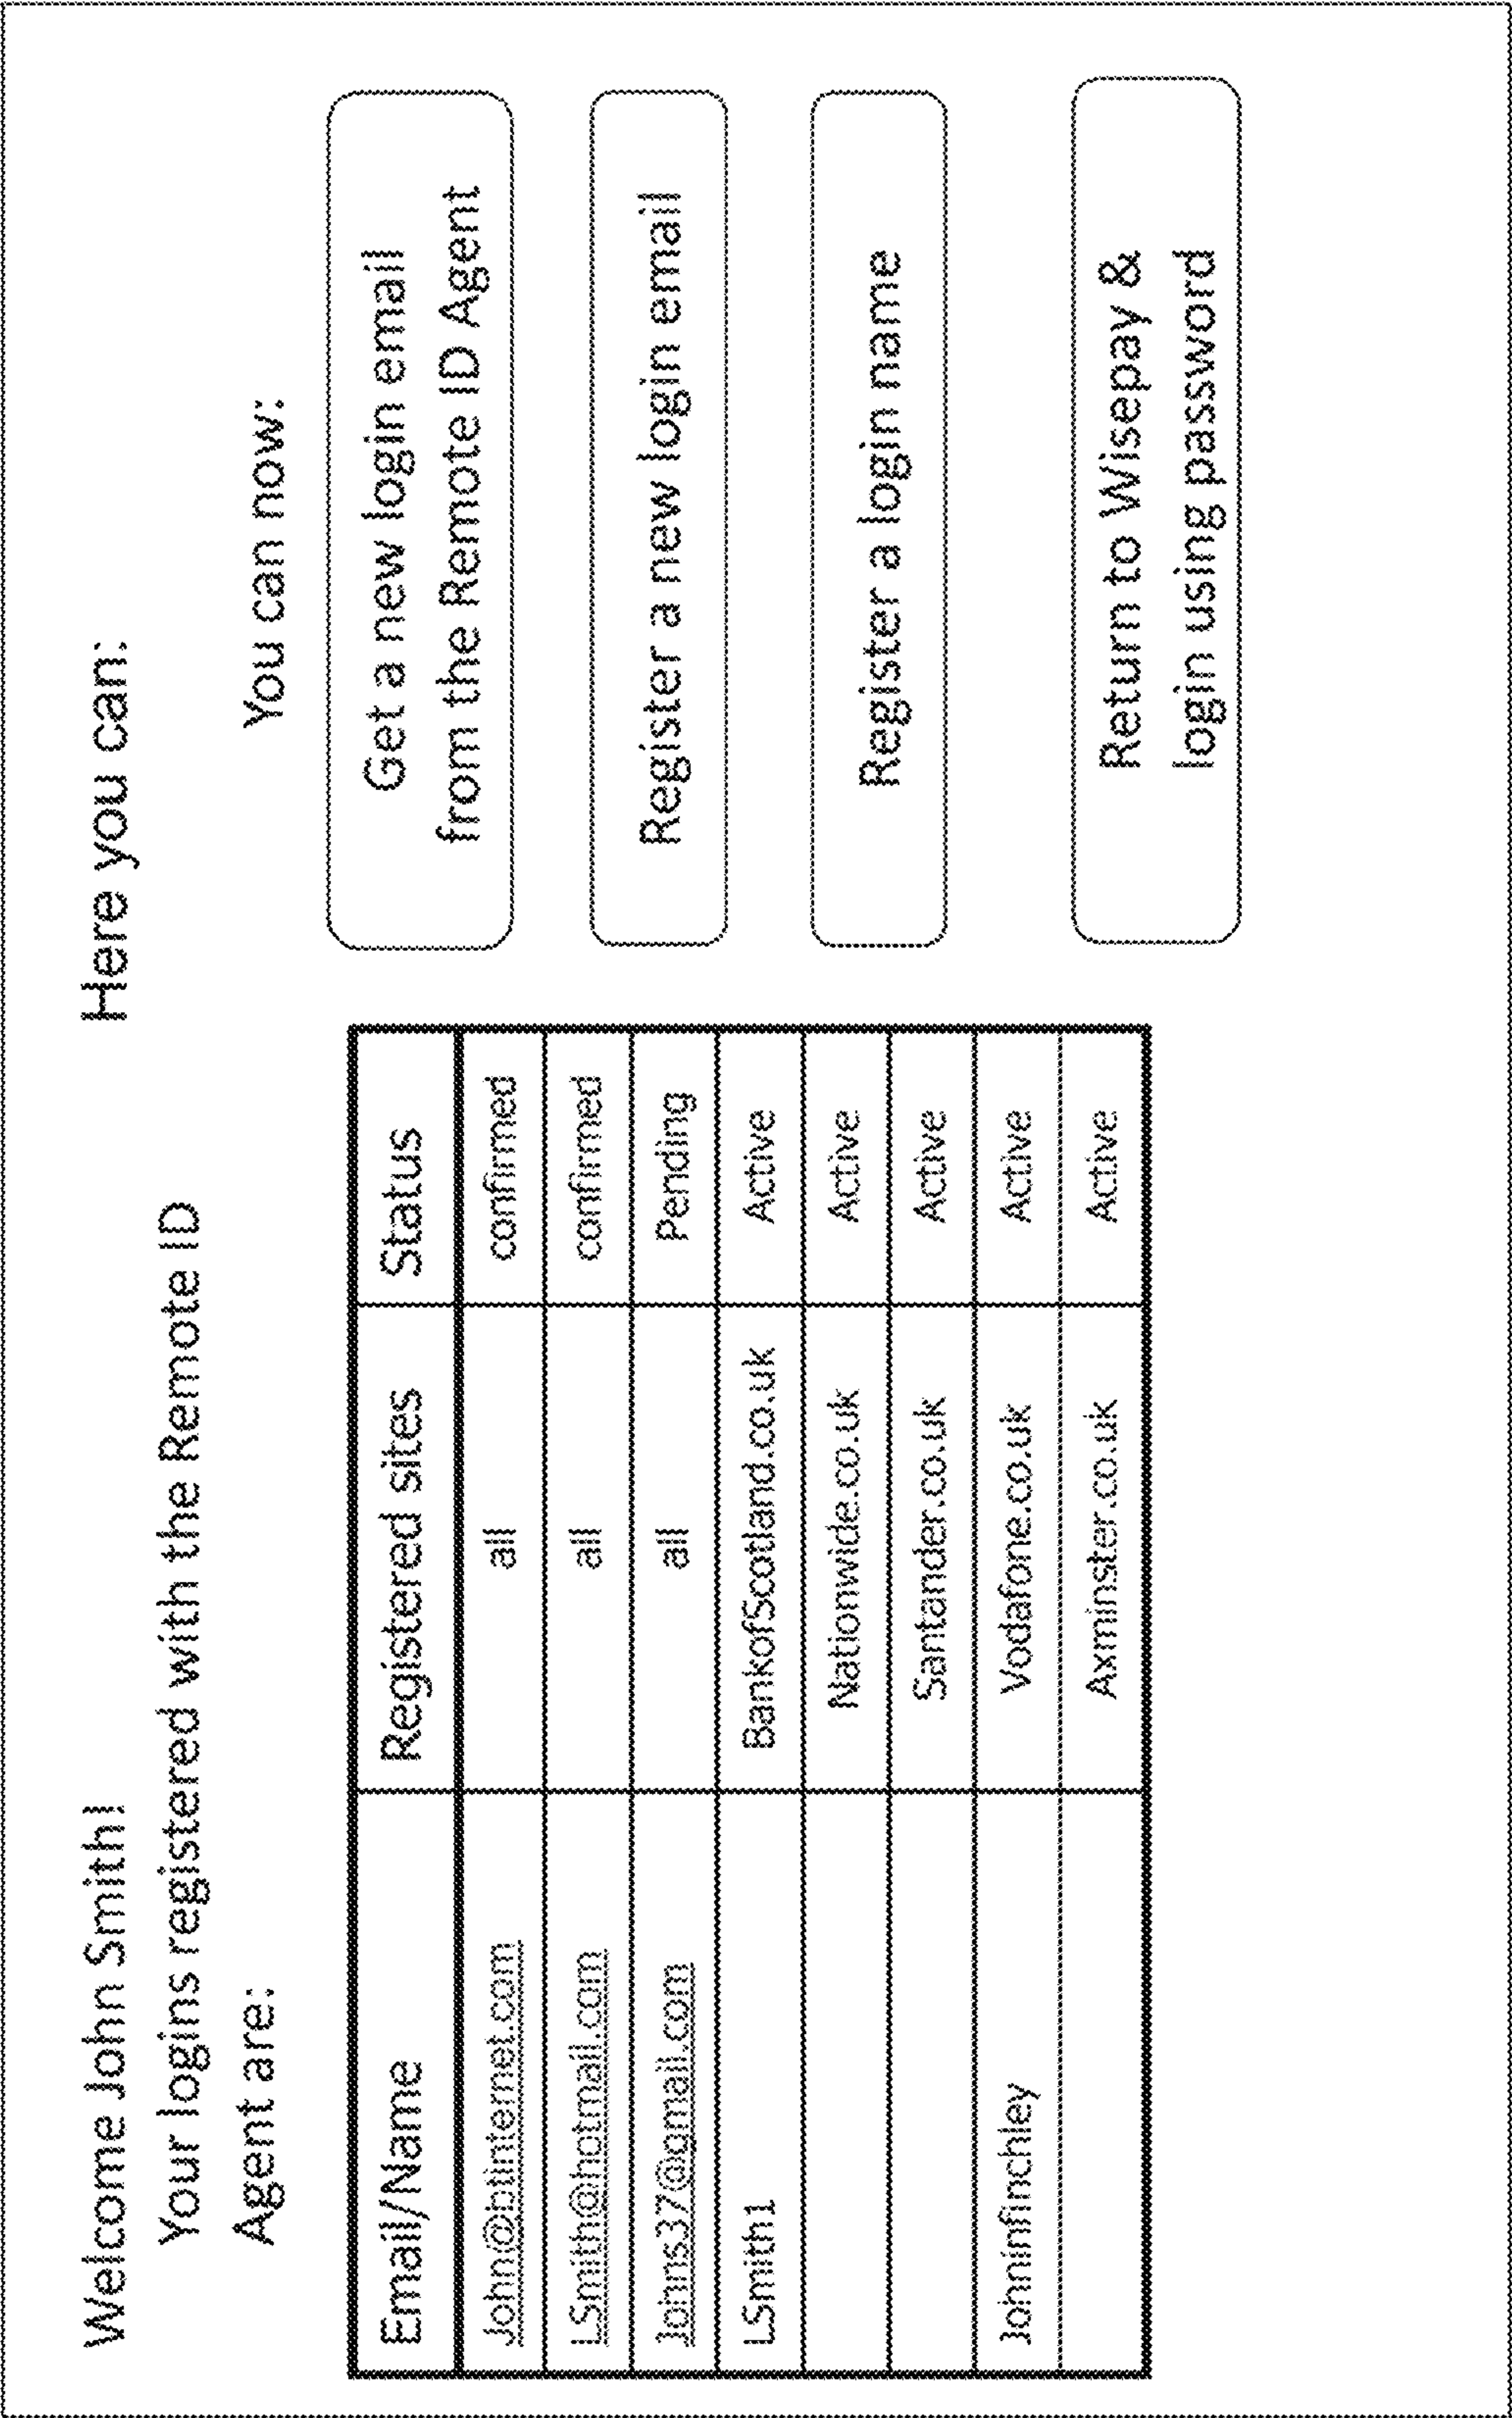 Welcome John Smith!
Your logins registered with the Remote ID
Agent are:
Email/Name Registered sites Status
John@btinternet.com all confirmed
LSmith@hotmail.com all confirmed
Johns37@gmail.com all Pending
LSmith1 BankofScotland.co.uk Active
Nationwide.co.uk Active
Santander.co.uk Active
Johninfinchley Vodafone.co.uk Active
Axminster.co.uk Active
Here you can:
You can now:
Get a new login email
from the Remote ID Agent
Register a new login email
Register a login name
Return to Wisepay &
login using password